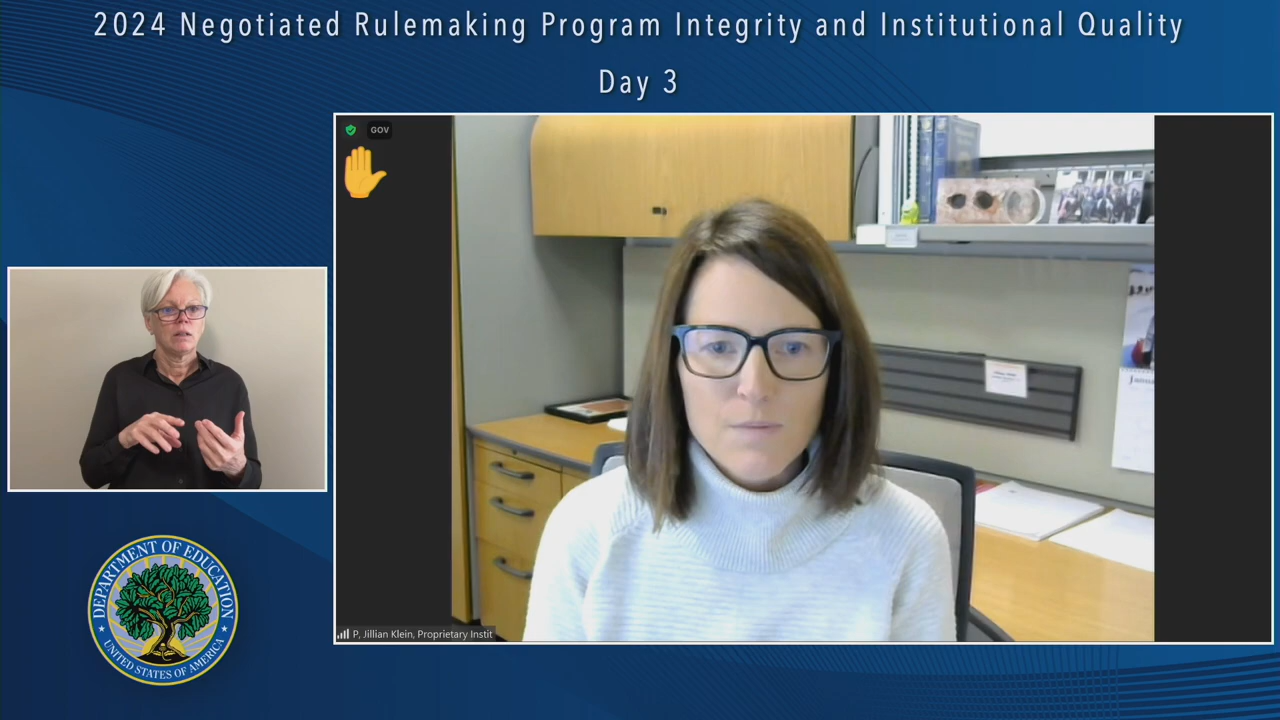 2024 Negotiated Rulemaking Program Integrity and Institutional Quality
Day 3
GOV
Janu
P, Jillian Klein, Proprietary Instit
DEPARTMENT OF EDUCATION
UNITED STATES OF AMERICA